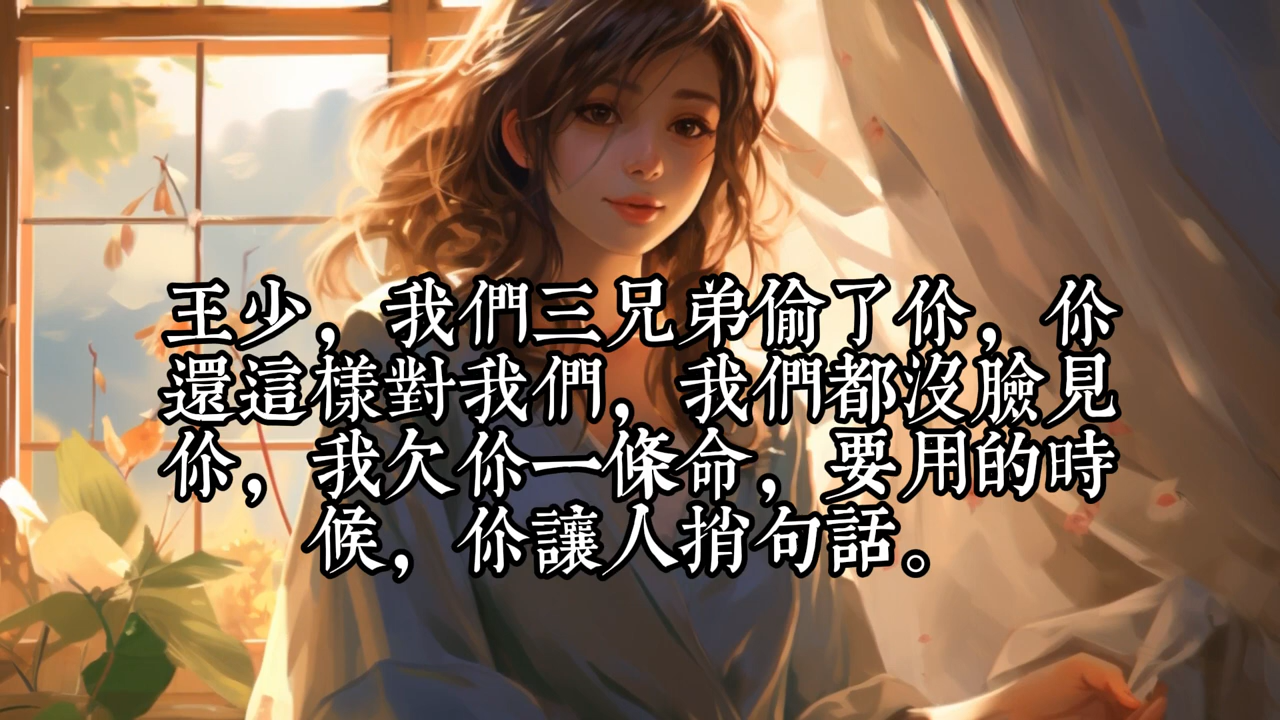 王少，我們三兄弟偷了你，你
還這樣對我們，我們都沒臉見
你，我欠你一條命，要用的時
候，你讓人捎句話。